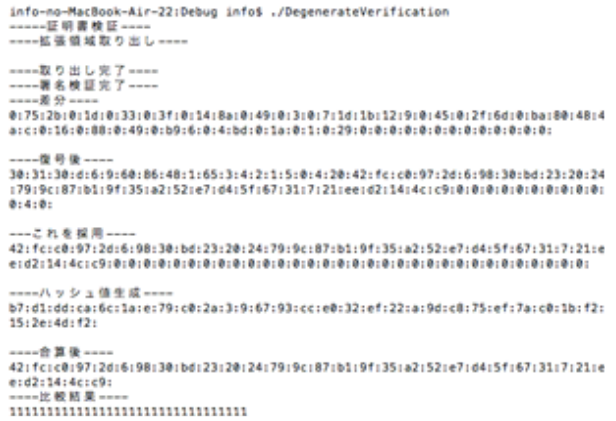 info-no-MacBook-Air-22:Debug info$ ./DegenerateVerification
-----証明書検証----
----拡張領域取り出し----
----取り出し完了----
----署名検証完了----
----差分----
0:75:2b:0:1d:0:33:0:3f:0:14:8a:0:49:0:3:0:7:1d:1b:12:9:0:45:0:2f:6d:0:ba:80:48:4
a:c:0:16:0:88:0:49:0:b9:6:0:4:bd:0:1a:0:1:0:29:0:0:0:0:0:0:0:0:0:0:0:0:
----復号後----
30:31:30:d:6:9:60:86:48:1:65:3:4:2:1:5:0:4:20:42:fc:c0:97:2d:6:98:30:bd:23:20:24
:79:9c:87:b1:9f:35:a2:52:e7:d4:5f:67:31:7:21:ee:d2:14:4c:c9:0:0:0:0:0:0:0:0:0:0:
0:4:0:
---これを採用----
42:fc:c0:97:2d:6:98:30:bd:23:20:24:79:9c:87:b1:9f:35:a2:52:e7:d4:5f:67:31:7:21:e
e:d2:14:4c:c9:0:0:0:0:0:0:0:0:0:0:0:0:0:0:0:0:0:0:0:0:0:0:0:0:0:
----ハッシュ値生成----
b7:d1:dd:ca:6c:1a:e:79:c0:2a:3:9:67:93:cc:e0:32:ef:22:a:9d:c8:75:ef:7a:c0:1b:f2:
15:2e:4d:f2:
----合算後----
42:fc:c0:97:2d:6:98:30:bd:23:20:24:79:9c:87:b1:9f:35:a2:52:e7:d4:5f:67:31:7:21:e
e:d2:14:4c:c9:
----比較結果----
11111111111111111111111111111111